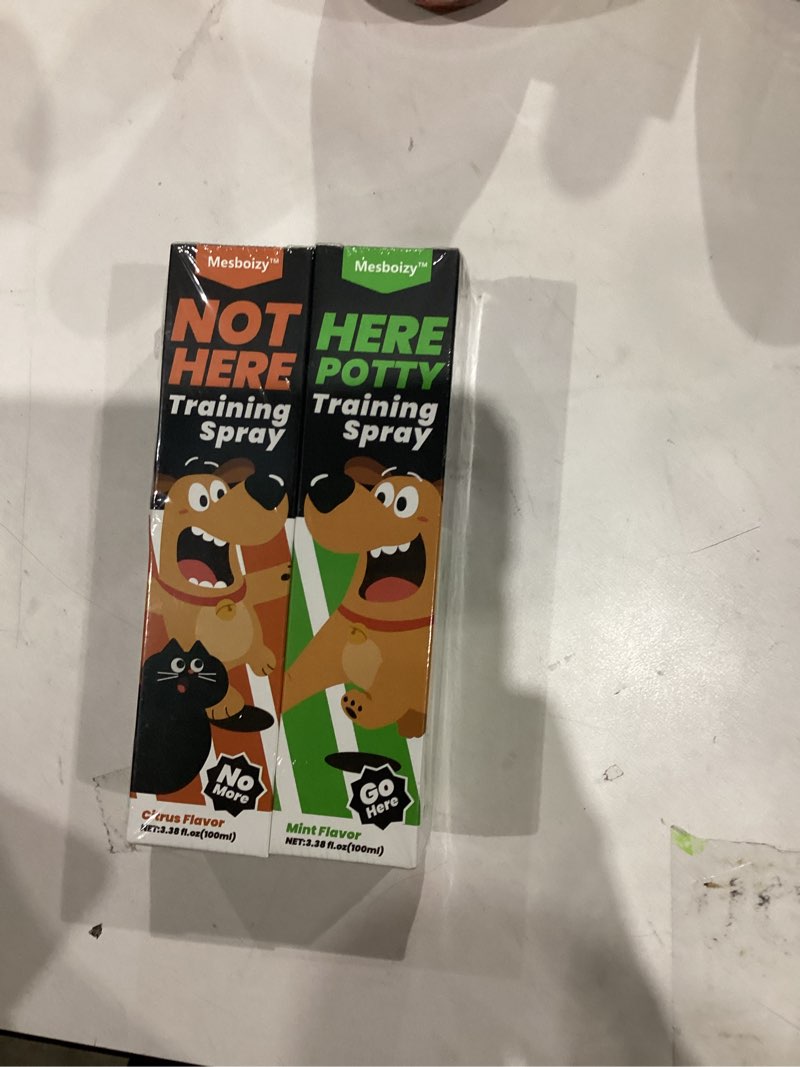 Mesboizy™
NOT
HERE
Training
Spray
No
More
Citrus Flavor
NET:3.38 fl.oz(100ml)
Mesboizy™
HERE
POTTY
Training
Spray
Go
Here
Mint Flavor
NET:3.38 fl.oz(100ml)